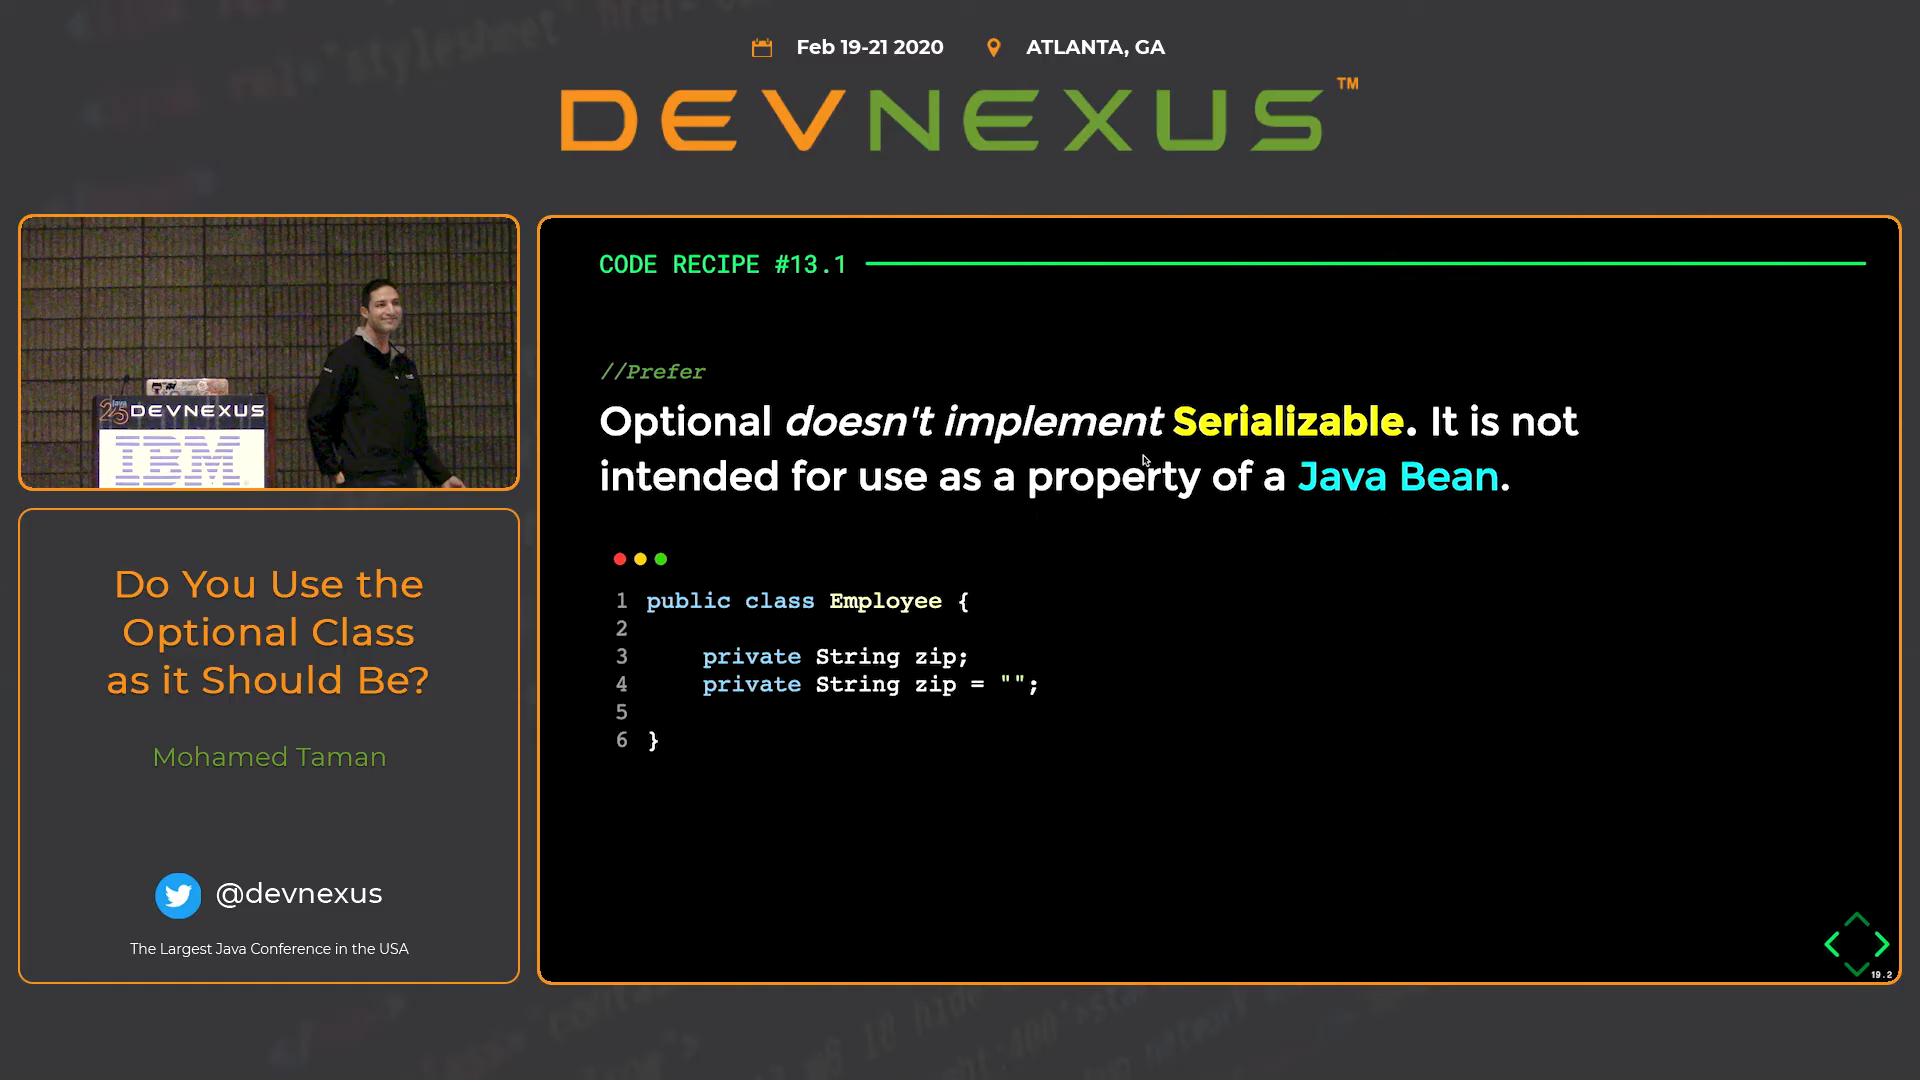 Feb 19-21 2020 ATLANTA, GA
DEVNEXUS™
25 DEVNEXUS
IBM
Do You Use the
Optional Class
as it Should Be?
Mohamed Taman
@devnexus
The Largest Java Conference in the USA
CODE RECIPE #13.1
//Prefer
Optional doesn't implement Serializable. It is not
intended for use as a property of a Java Bean.
1 public class Employee {
2
3 private String zip;
4 private String zip = "";
5
6 }
19.2